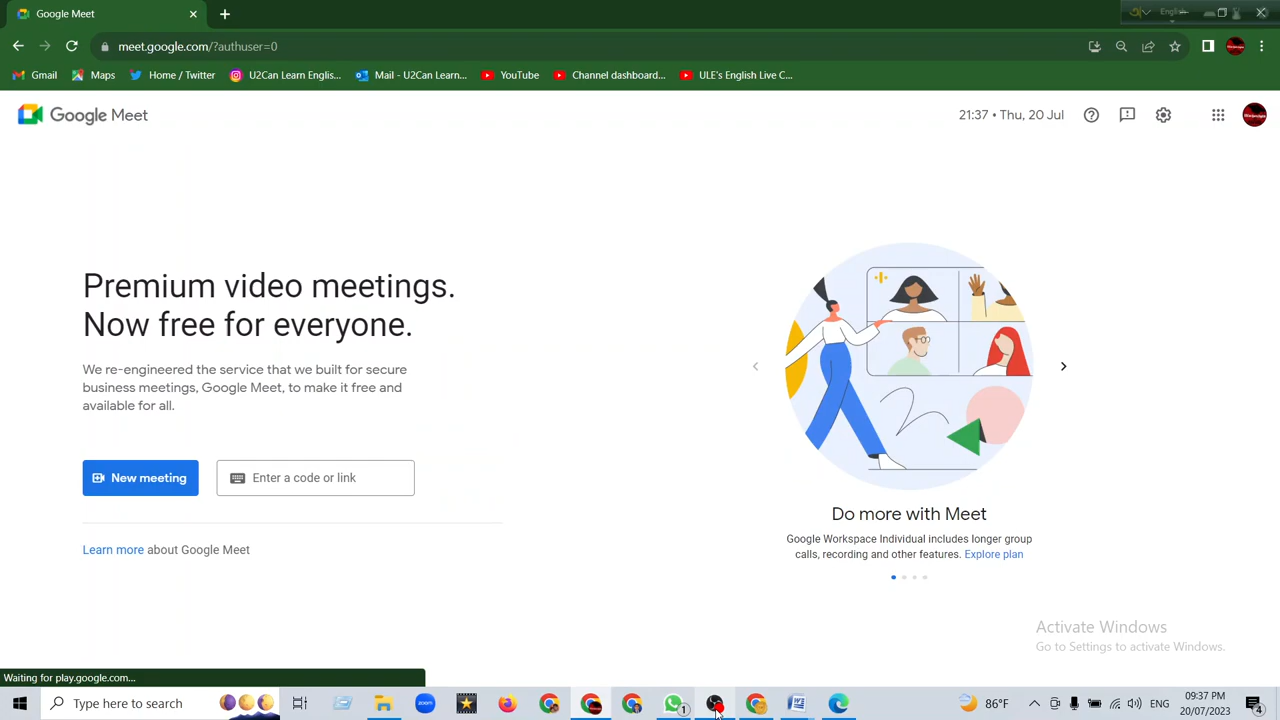 Google Meet
English
meet.google.com/?authuser=0
Gmail
Maps
Home / Twitter
U2Can Learn Englis...
Mail - U2Can Learn...
YouTube
Channel dashboard...
ULE's English Live C...
Google Meet
21:37 • Thu, 20 Jul
Premium video meetings.
Now free for everyone.
We re-engineered the service that we built for secure
business meetings, Google Meet, to make it free and
available for all.
New meeting
Enter a code or link
Learn more about Google Meet
Do more with Meet
Google Workspace Individual includes longer group
calls, recording and other features. Explore plan
Activate Windows
Go to Settings to activate Windows.
Waiting for play.google.com...
Type here to search
zoom
1
86°F
ENG
09:37 PM
20/07/2023
4